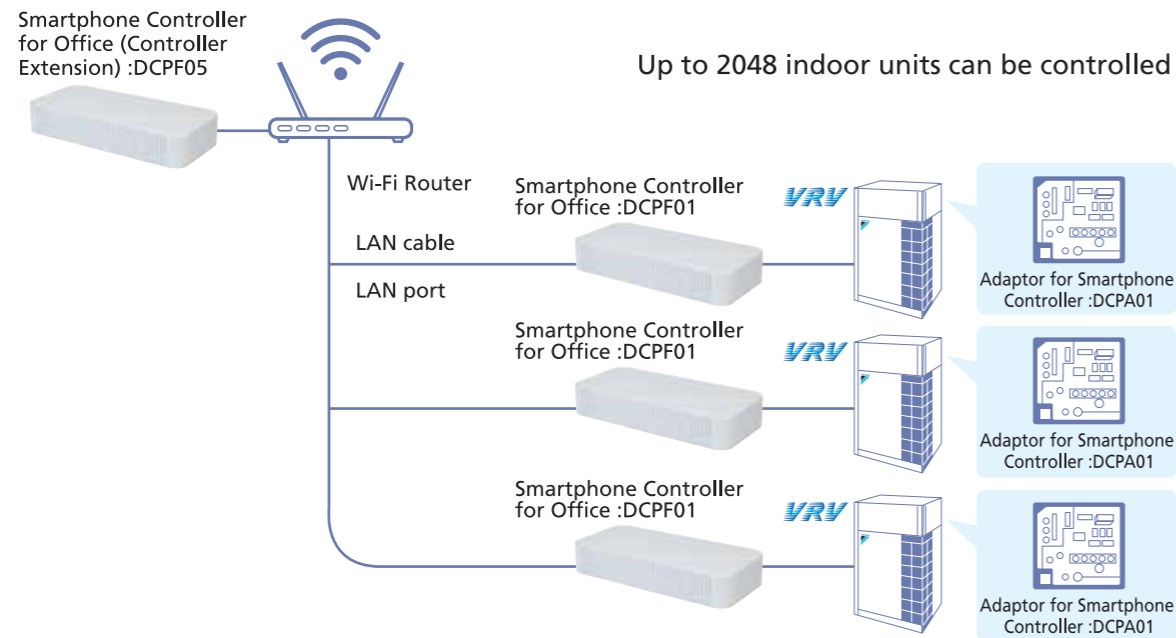 Smartphone Controller
for Office (Controller
Extension) :DCPF05
Up to 2048 indoor units can be controlled
Wi-Fi Router
LAN cable
LAN port
Smartphone Controller
for Office :DCPF01
VRV
Adaptor for Smartphone
Controller :DCPA01
Smartphone Controller
for Office :DCPF01
VRV
Adaptor for Smartphone
Controller :DCPA01
Smartphone Controller
for Office :DCPF01
VRV
Adaptor for Smartphone
Controller :DCPA01